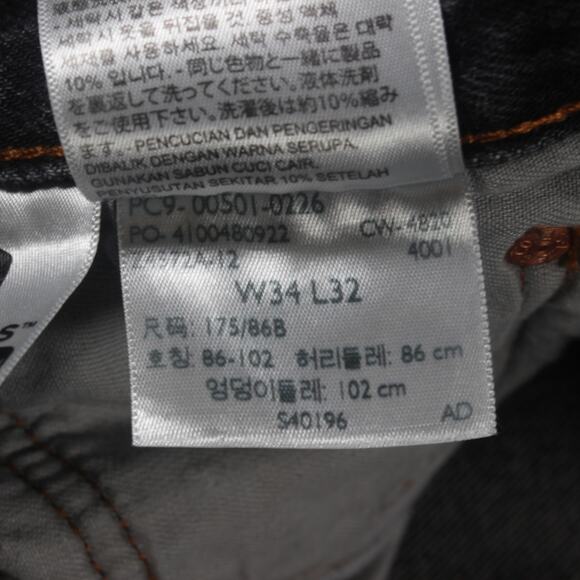 세탁시 같은 색상끼리
세탁시 옷을 뒤집을 것. 중성 액체
세제를 사용하세요. 세탁 수축율은 대략
10% 입니다. - 同じ色物と一緒に製品
を裏返して洗ってください。液体洗剤
をご使用下さい。洗濯後は約10%縮み
ます。- PENCUCIAN DAN PENGERINGAN
DIBALIK DENGAN WARNA SERUPA.
GUNAKAN SABUN CUCI CAIR.
PENYUSUTAN SEKITAR 10% SETELAH
PC9- 00501-0226
PO- 4100480922 CW- 4820
4001
W34 L32
尺码: 175/86B
호칭: 86-102 허리둘레: 86 cm
엉덩이둘레: 102 cm
S40196 AD
S™